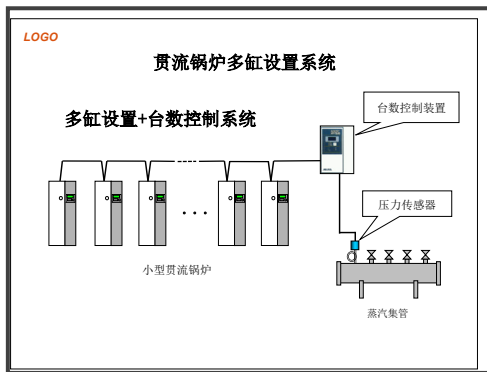 LOGO
贯流锅炉多缸设置系统
多缸设置+台数控制系统
台数控制装置
压力传感器
小型贯流锅炉
蒸汽集管